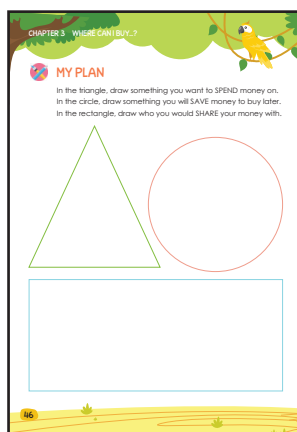 CHAPTER 3 WHERE CAN I BUY...?
MY PLAN
In the triangle, draw something you want to SPEND money on.
In the circle, draw something you will SAVE money to buy later.
In the rectangle, draw who you would SHARE your money with.
46